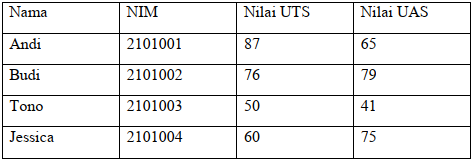 Nama NIM Nilai UTS Nilai UAS
Andi 2101001 87 65
Budi 2101002 76 79
Tono 2101003 50 41
Jessica 2101004 60 75